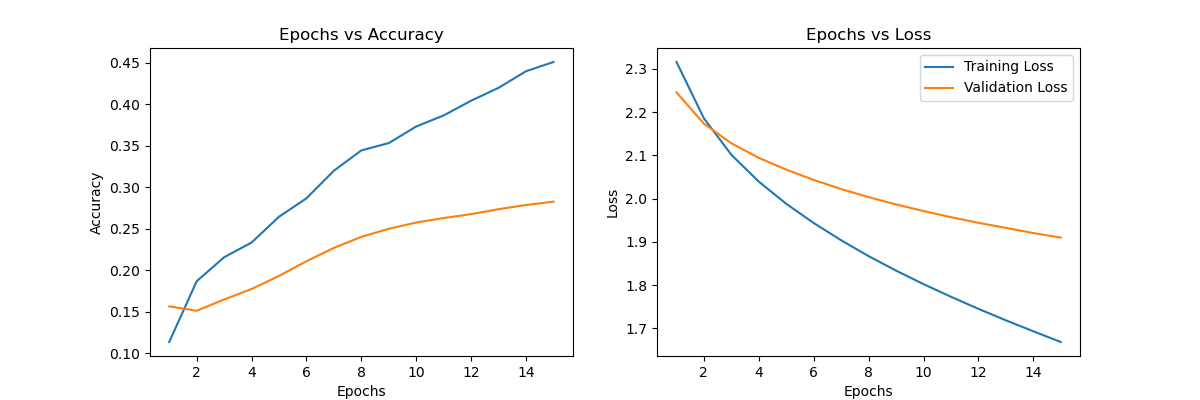 Epochs vs Accuracy
Accuracy
0.45
0.40
0.35
0.30
0.25
0.20
0.15
0.10
2 4 6 8 10 12 14
Epochs
Epochs vs Loss
Training Loss
Validation Loss
Loss
2.3
2.2
2.1
2.0
1.9
1.8
1.7
2 4 6 8 10 12 14
Epochs